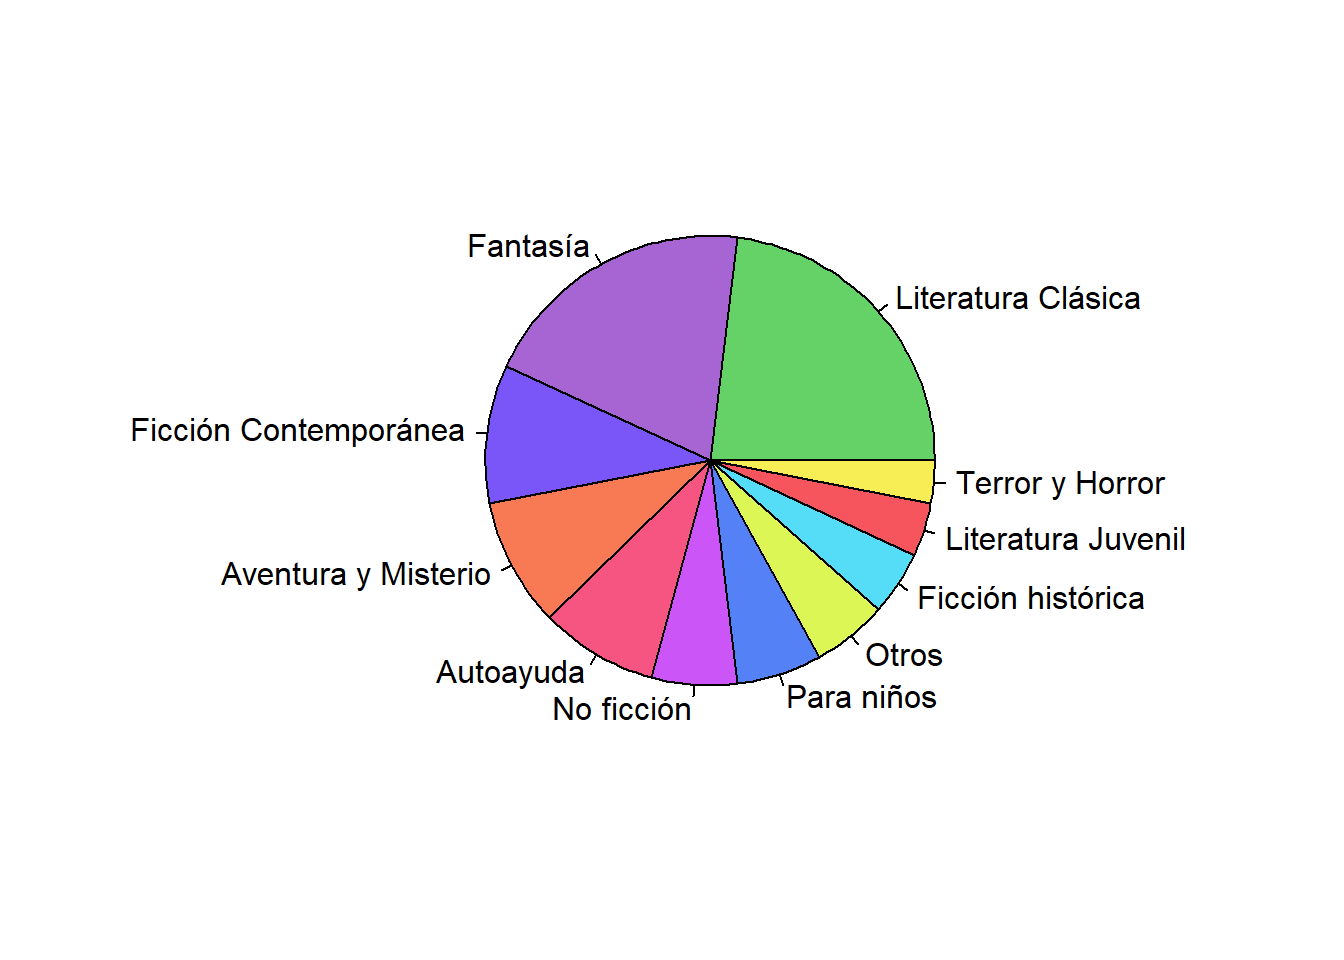 Fantasía
Literatura Clásica
Ficción Contemporánea
Terror y Horror
Literatura Juvenil
Aventura y Misterio
Ficción histórica
Otros
Autoayuda
Para niños
No ficción